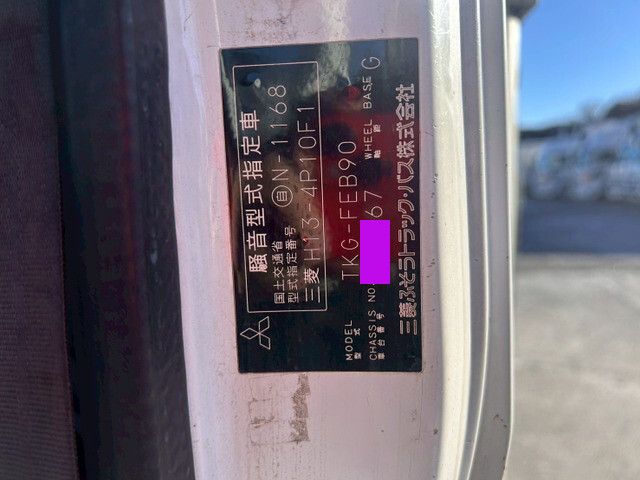 騒音型式指定車
国土交通省
型式指定番号
自N-1168
三菱 H13-4P10F1
MODEL
型式
TKG-FEB90
CHASSIS NO.
車台番号
67
WHEEL BASE
軸距
G
三菱ふそうトラック・バス株式会社